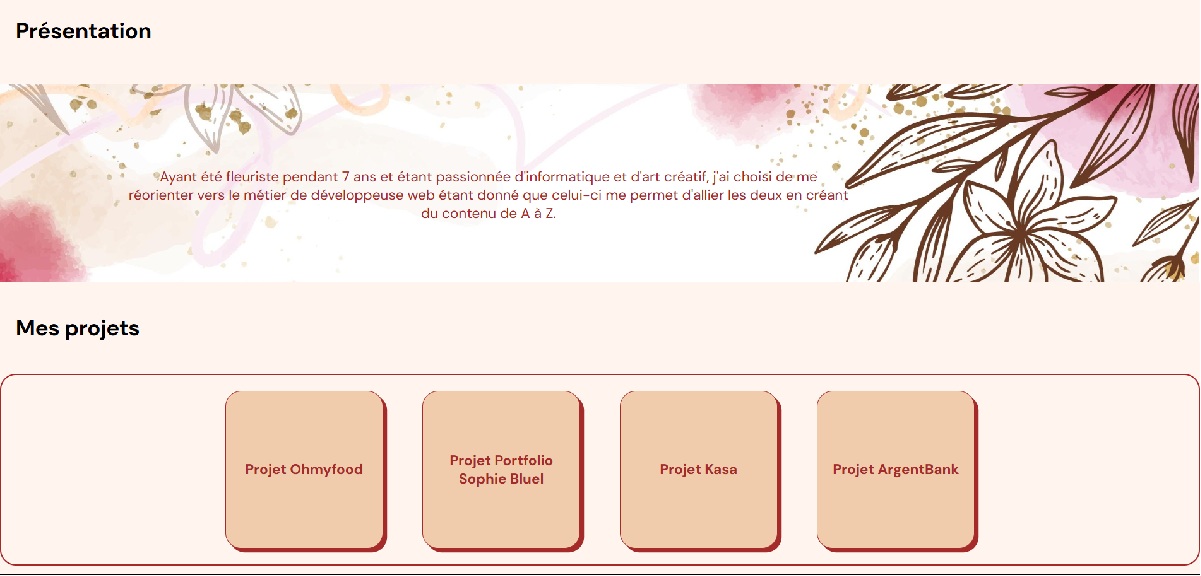 Présentation
Ayant été fleuriste pendant 7 ans et étant passionnée d'informatique et d'art créatif, j'ai choisi de me
réorienter vers le métier de développeuse web étant donné que celui-ci me permet d'allier les deux en créant
du contenu de A à Z.
Mes projets
Projet Ohmyfood
Projet Portfolio
Sophie Bluel
Projet Kasa
Projet ArgentBank